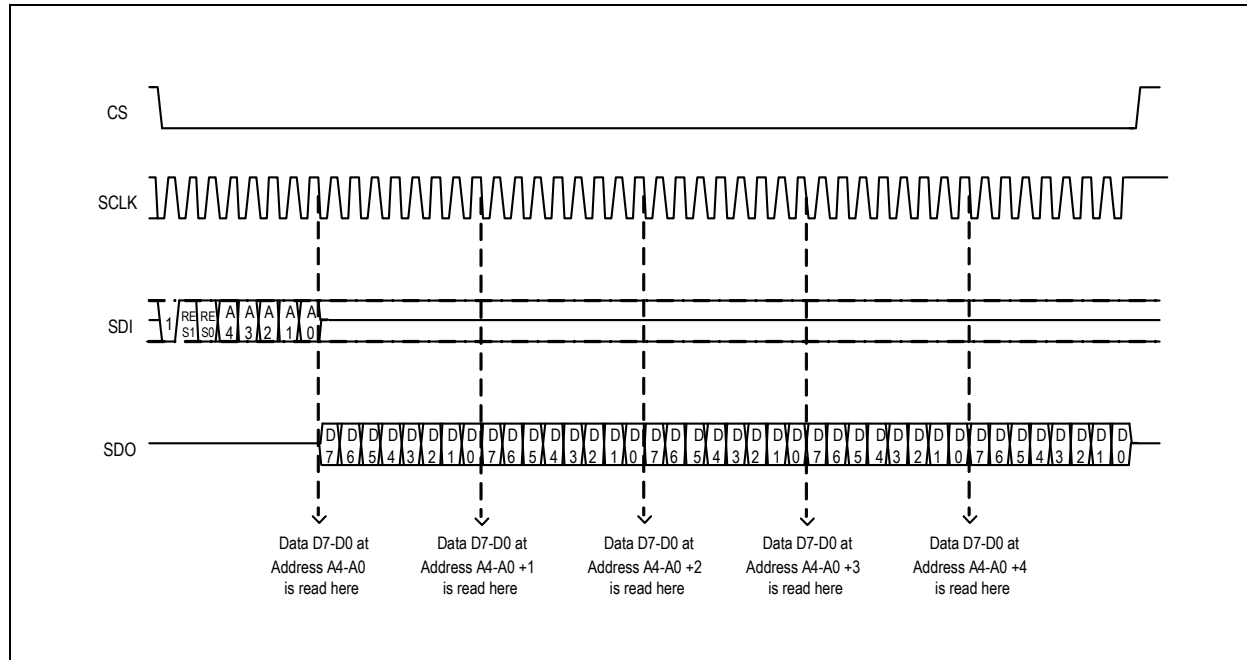 CS
SCLK
SDI
1 RE S1 RE S0 A 4 A 3 A 2 A 1 A 0
SDO
D 7 D 6 D 5 D 4 D 3 D 2 D 1 D 0 D 7 D 6 D 5 D 4 D 3 D 2 D 1 D 0 D 7 D 6 D 5 D 4 D 3 D 2 D 1 D 0 D 7 D 6 D 5 D 4 D 3 D 2 D 1 D 0 D 7 D 6 D 5 D 4 D 3 D 2 D 1 D 0
Data D7-D0 at
Address A4-A0
is read here
Data D7-D0 at
Address A4-A0 +1
is read here
Data D7-D0 at
Address A4-A0 +2
is read here
Data D7-D0 at
Address A4-A0 +3
is read here
Data D7-D0 at
Address A4-A0 +4
is read here